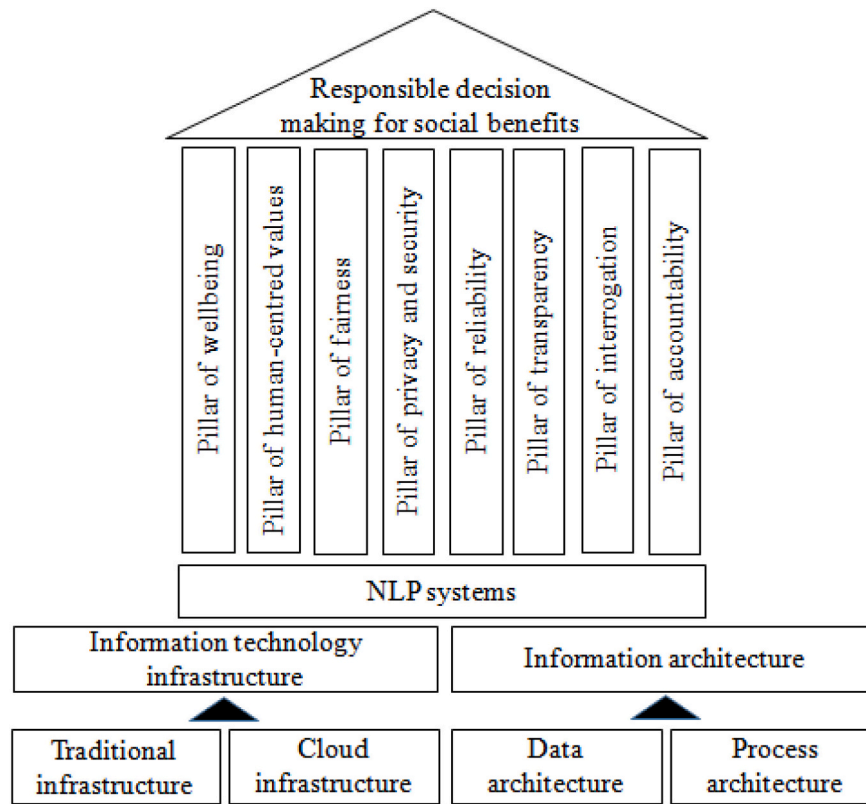 Responsible decision
making for social benefits
Pillar of wellbeing
Pillar of human-centred values
Pillar of fairness
Pillar of privacy and security
Pillar of reliability
Pillar of transparency
Pillar of interrogation
Pillar of accountability
NLP systems
Information technology
infrastructure
Information architecture
Traditional
infrastructure
Cloud
infrastructure
Data
architecture
Process
architecture